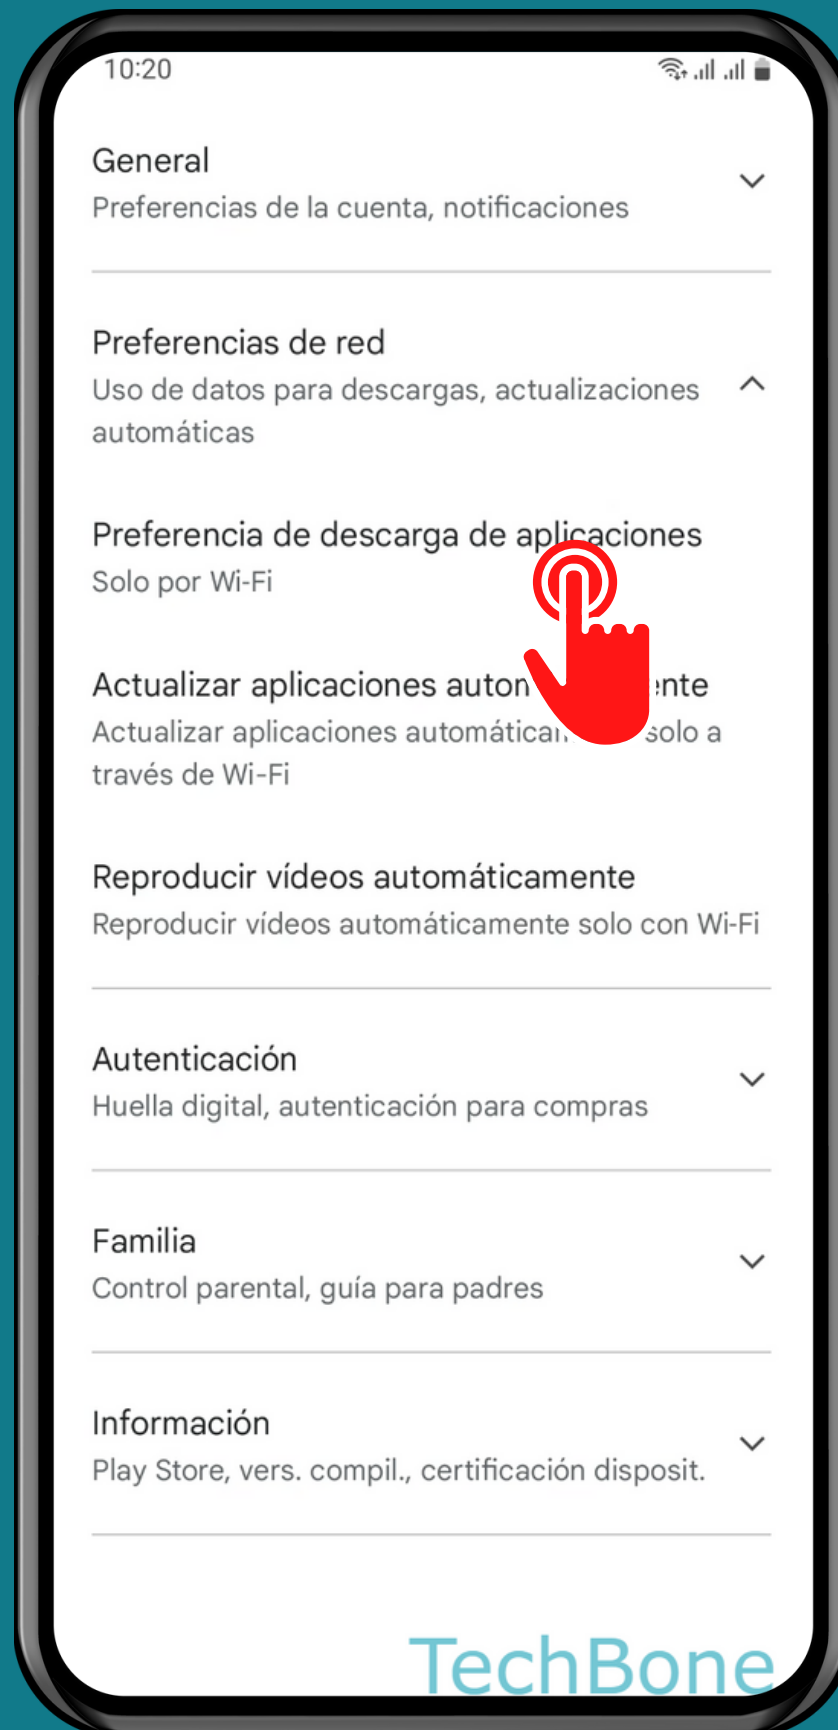 10:20
General
Preferencias de la cuenta, notificaciones
Preferencias de red
Uso de datos para descargas, actualizaciones
automáticas
Preferencia de descarga de aplicaciones
Solo por Wi-Fi
Actualizar aplicaciones
Actualizar aplicaciones solo a
través de Wi-Fi
Reproducir vídeos automáticamente
Reproducir vídeos automáticamente solo con Wi-Fi
Autenticación
Huella digital, autenticación para compras
Familia
Control parental, guía para padres
Información
Play Store, vers. compil., certificación disposit.
TechBone